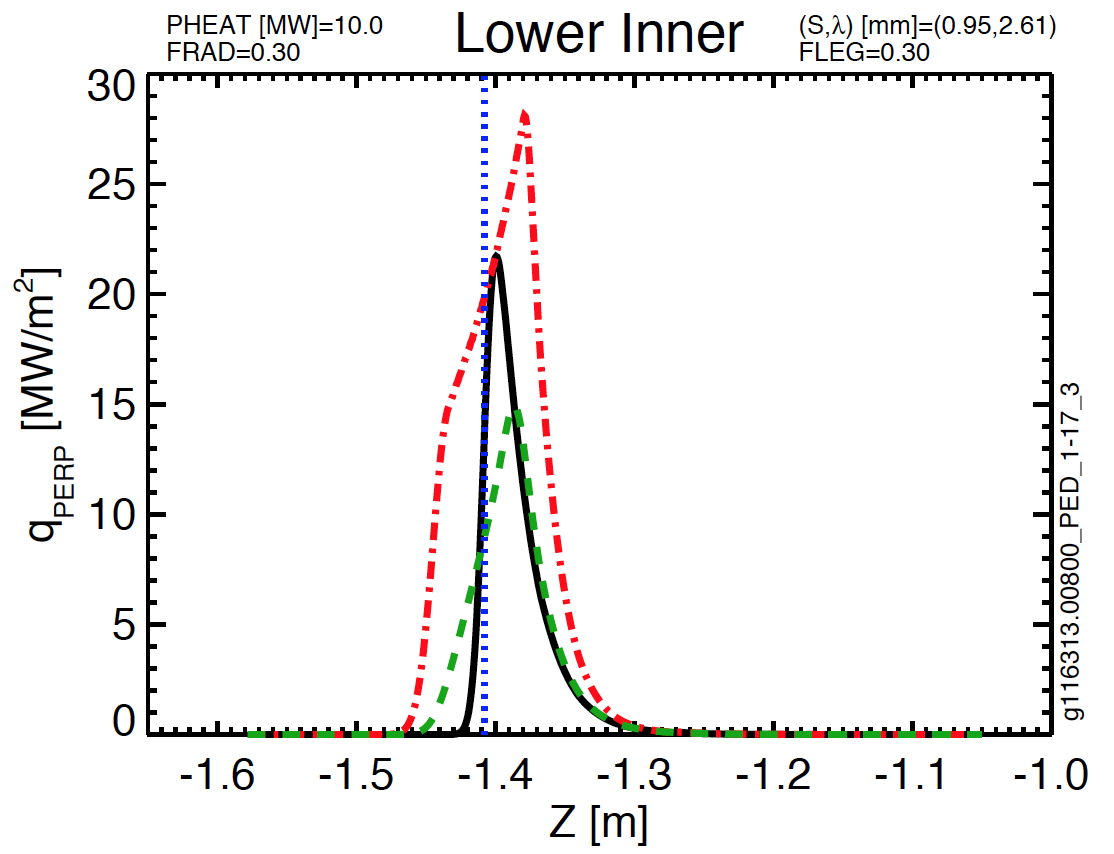 PHEAT [MW]=10.0
FRAD=0.30
Lower Inner
(S,λ) [mm]=(0.95,2.61)
FLEG=0.30
30
25
20
15
10
5
0
qPERP [MW/m²]
-1.6 -1.5 -1.4 -1.3 -1.2 -1.1 -1.0
Z [m]
g116313.00800_PED_1-17_3